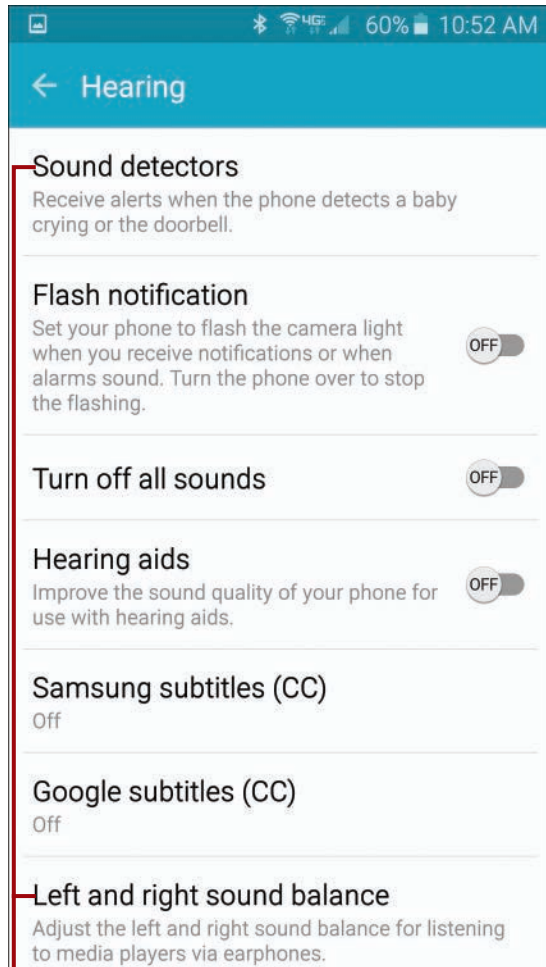 4G 60% 10:52 AM
Hearing
Sound detectors
Receive alerts when the phone detects a baby
crying or the doorbell.
Flash notification
Set your phone to flash the camera light
when you receive notifications or when
alarms sound. Turn the phone over to stop
the flashing.
OFF
Turn off all sounds
OFF
Hearing aids
Improve the sound quality of your phone for
use with hearing aids.
OFF
Samsung subtitles (CC)
Off
Google subtitles (CC)
Off
Left and right sound balance
Adjust the left and right sound balance for listening
to media players via earphones.